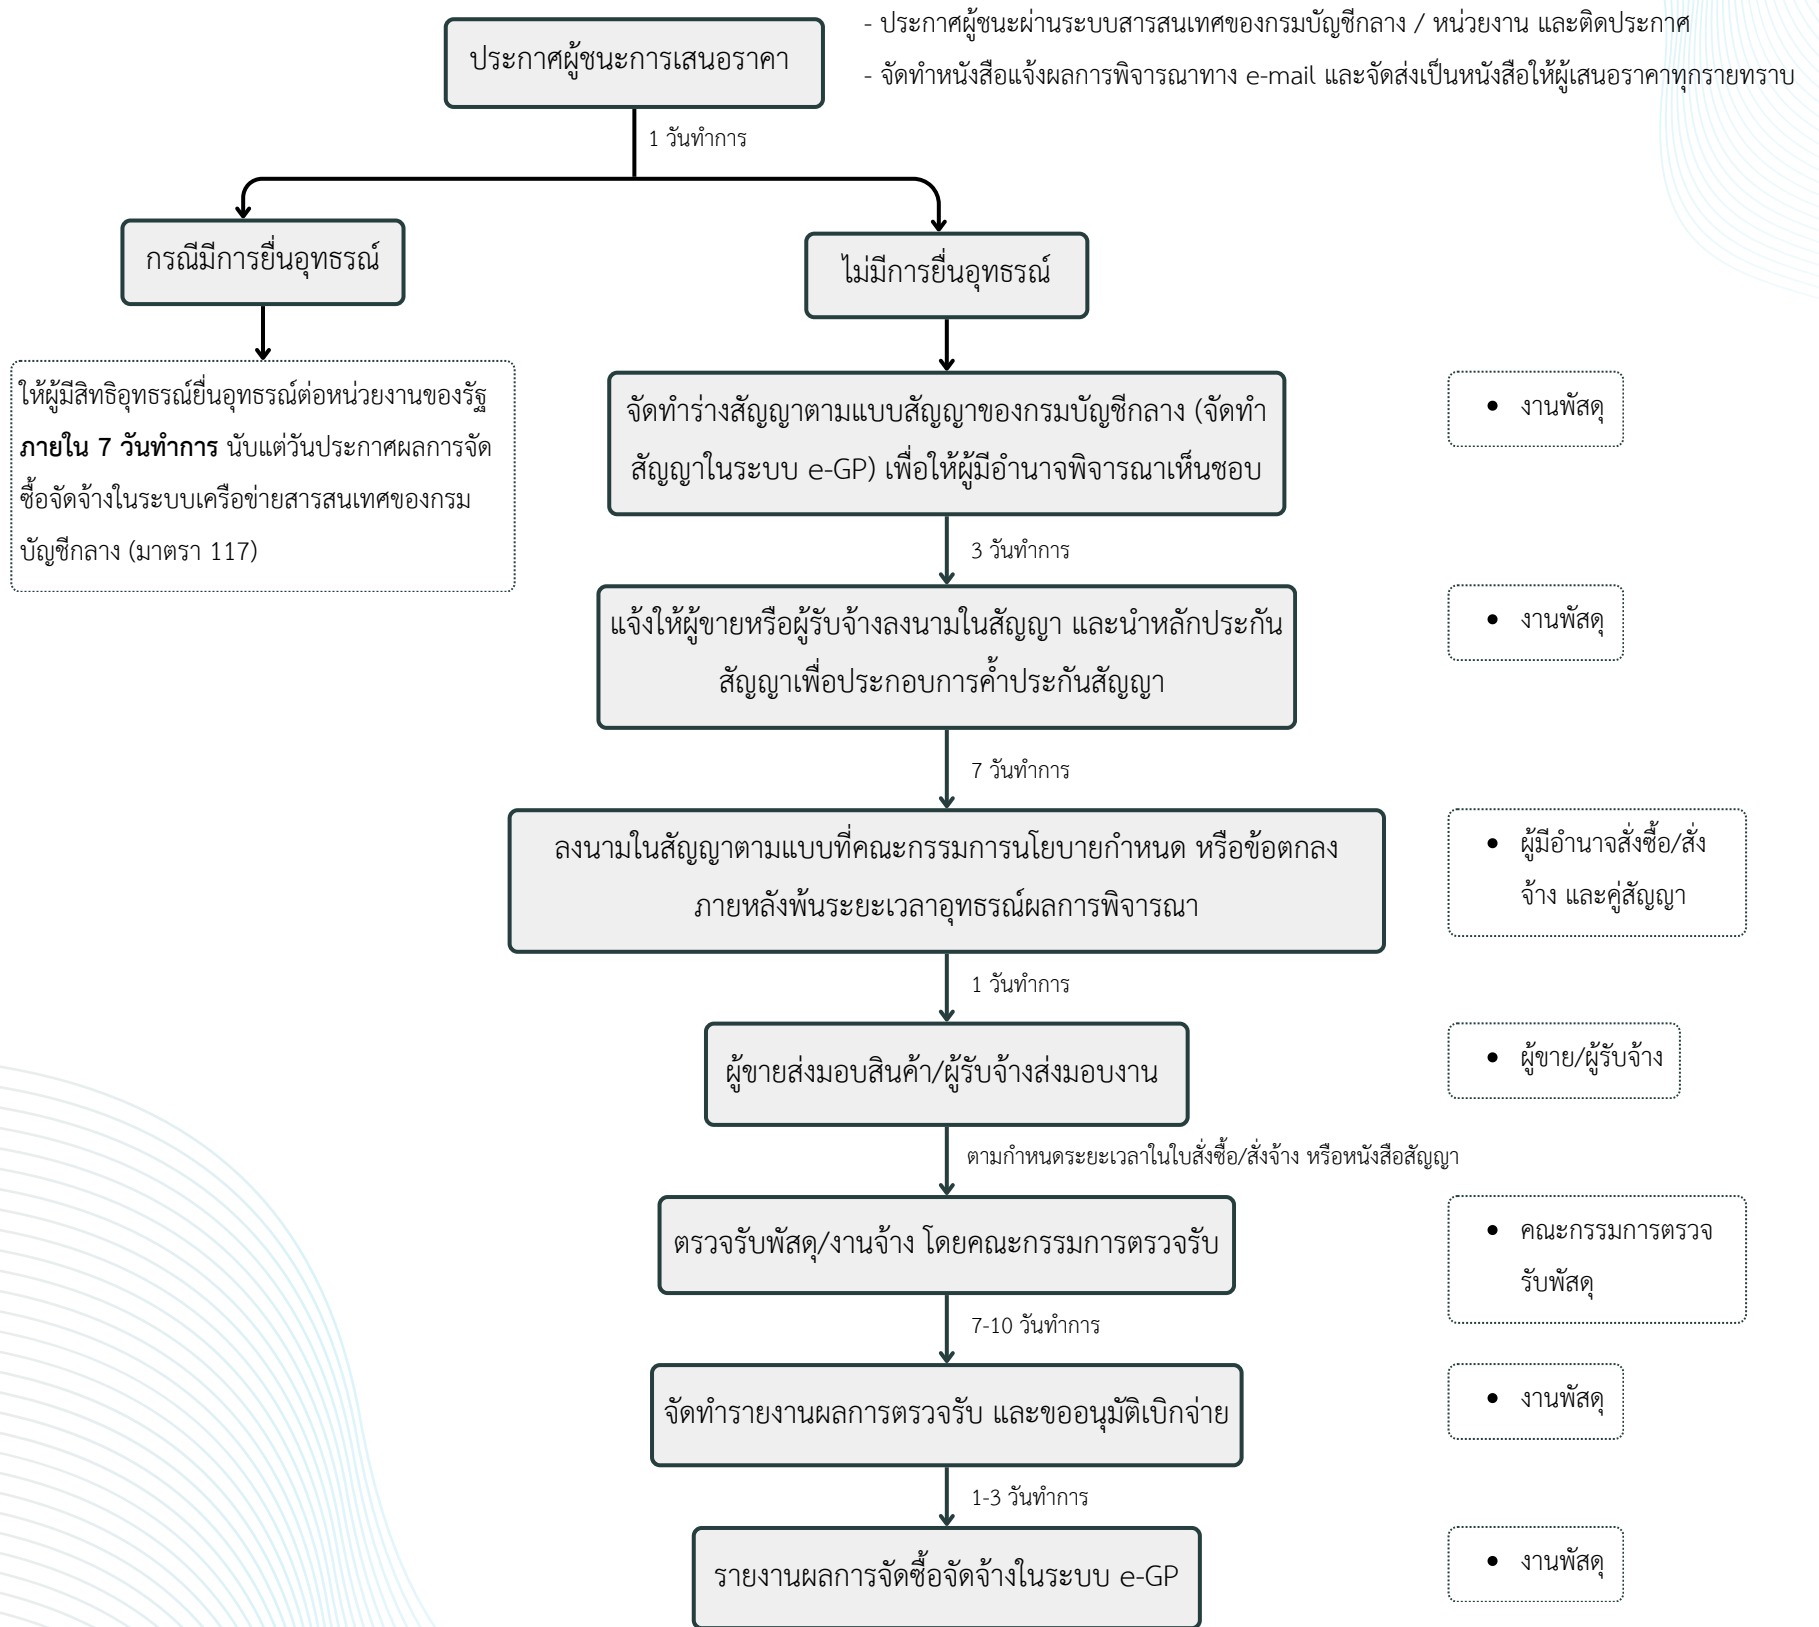 ประกาศผู้ชนะการเสนอราคา
- ประกาศผู้ชนะผ่านระบบสารสนเทศของกรมบัญชีกลาง / หน่วยงาน และติดประกาศ
- จัดทำหนังสือแจ้งผลการพิจารณาทาง e-mail และจัดส่งเป็นหนังสือให้ผู้เสนอราคาทุกรายทราบ
1 วันทำการ
กรณีมีการยื่นอุทธรณ์
ไม่มีการยื่นอุทธรณ์
ให้ผู้มีสิทธิอุทธรณ์ยื่นอุทธรณ์ต่อหน่วยงานของรัฐ
ภายใน 7 วันทำการ นับแต่วันประกาศผลการจัด
ซื้อจัดจ้างในระบบเครือข่ายสารสนเทศของกรม
บัญชีกลาง (มาตรา 117)
จัดทำร่างสัญญาตามแบบสัญญาของกรมบัญชีกลาง (จัดทำ
สัญญาในระบบ e-GP) เพื่อให้ผู้มีอำนาจพิจารณาเห็นชอบ
• งานพัสดุ
3 วันทำการ
แจ้งให้ผู้ขายหรือผู้รับจ้างลงนามในสัญญา และนำหลักประกัน
สัญญาเพื่อประกอบการค้ำประกันสัญญา
• งานพัสดุ
7 วันทำการ
ลงนามในสัญญาตามแบบที่คณะกรรมการนโยบายกำหนด หรือข้อตกลง
ภายหลังพ้นระยะเวลาอุทธรณ์ผลการพิจารณา
• ผู้มีอำนาจสั่งซื้อ/สั่ง
จ้าง และคู่สัญญา
1 วันทำการ
ผู้ขายส่งมอบสินค้า/ผู้รับจ้างส่งมอบงาน
• ผู้ขาย/ผู้รับจ้าง
ตามกำหนดระยะเวลาในใบสั่งซื้อ/สั่งจ้าง หรือหนังสือสัญญา
ตรวจรับพัสดุ/งานจ้าง โดยคณะกรรมการตรวจรับ
• คณะกรรมการตรวจ
รับพัสดุ
7-10 วันทำการ
จัดทำรายงานผลการตรวจรับ และขออนุมัติเบิกจ่าย
• งานพัสดุ
1-3 วันทำการ
รายงานผลการจัดซื้อจัดจ้างในระบบ e-GP
• งานพัสดุ